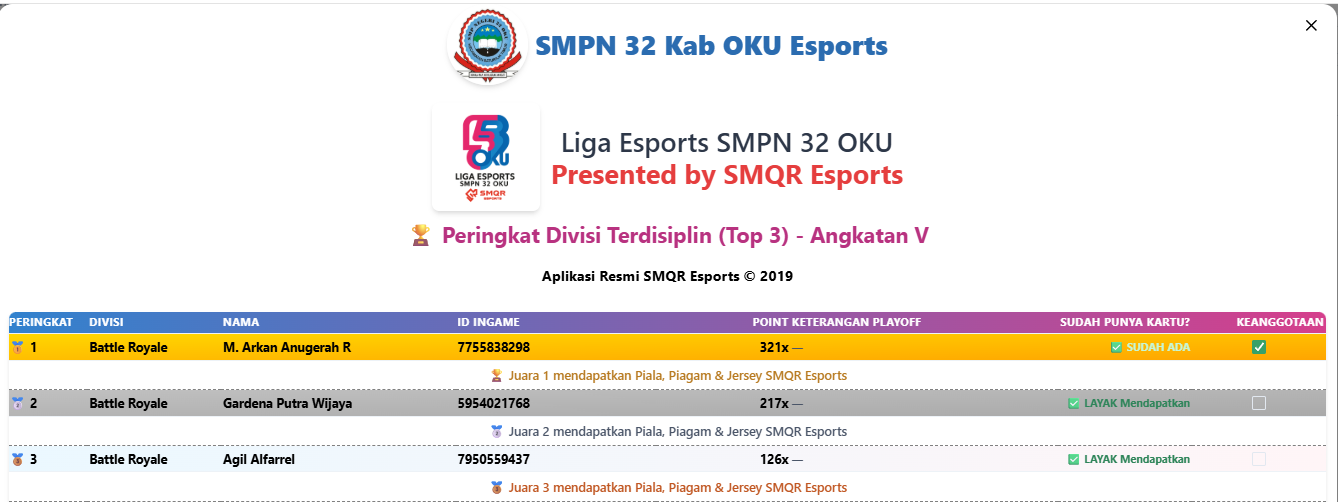 SMPN 32 Kab OKU Esports
OKU
LIGA ESPORTS
SMPN 32 OKU
SMQR
ESPORTS
Liga Esports SMPN 32 OKU
Presented by SMQR Esports
Peringkat Divisi Terdisiplin (Top 3) - Angkatan V
Aplikasi Resmi SMQR Esports © 2019
PERINGKAT DIVISI NAMA ID INGAME POINT KETERANGAN PLAYOFF SUDAH PUNYA KARTU? KEANGGOTAAN
1 Battle Royale M. Arkan Anugerah R 7755838298 321x — SUDAH ADA
Juara 1 mendapatkan Piala, Piagam & Jersey SMQR Esports
2 Battle Royale Gardena Putra Wijaya 5954021768 217x — LAYAK Mendapatkan
Juara 2 mendapatkan Piala, Piagam & Jersey SMQR Esports
3 Battle Royale Agil Alfarrel 7950559437 126x — LAYAK Mendapatkan
Juara 3 mendapatkan Piala, Piagam & Jersey SMQR Esports